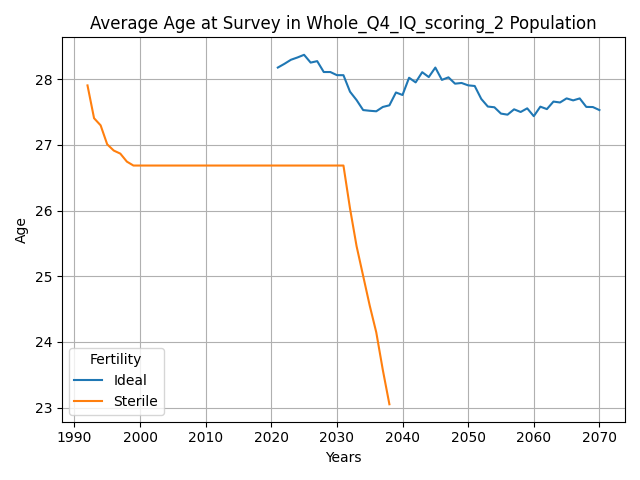 Average Age at Survey in Whole_Q4_IQ_scoring_2 Population
Age
28
27
26
25
24
23
Fertility
Ideal
Sterile
1990 2000 2010 2020 2030 2040 2050 2060 2070
Years